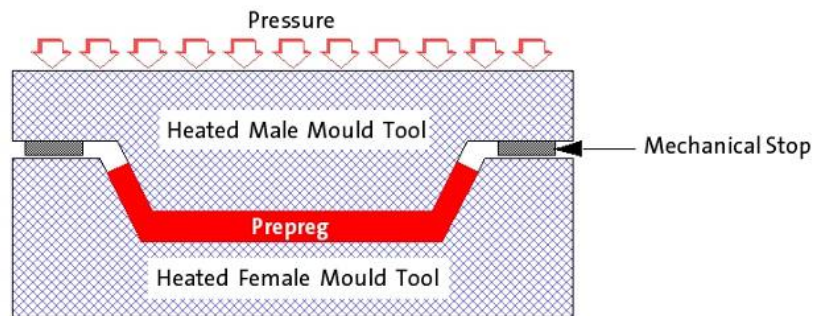 Pressure
Heated Male Mould Tool
Mechanical Stop
Prepreg
Heated Female Mould Tool